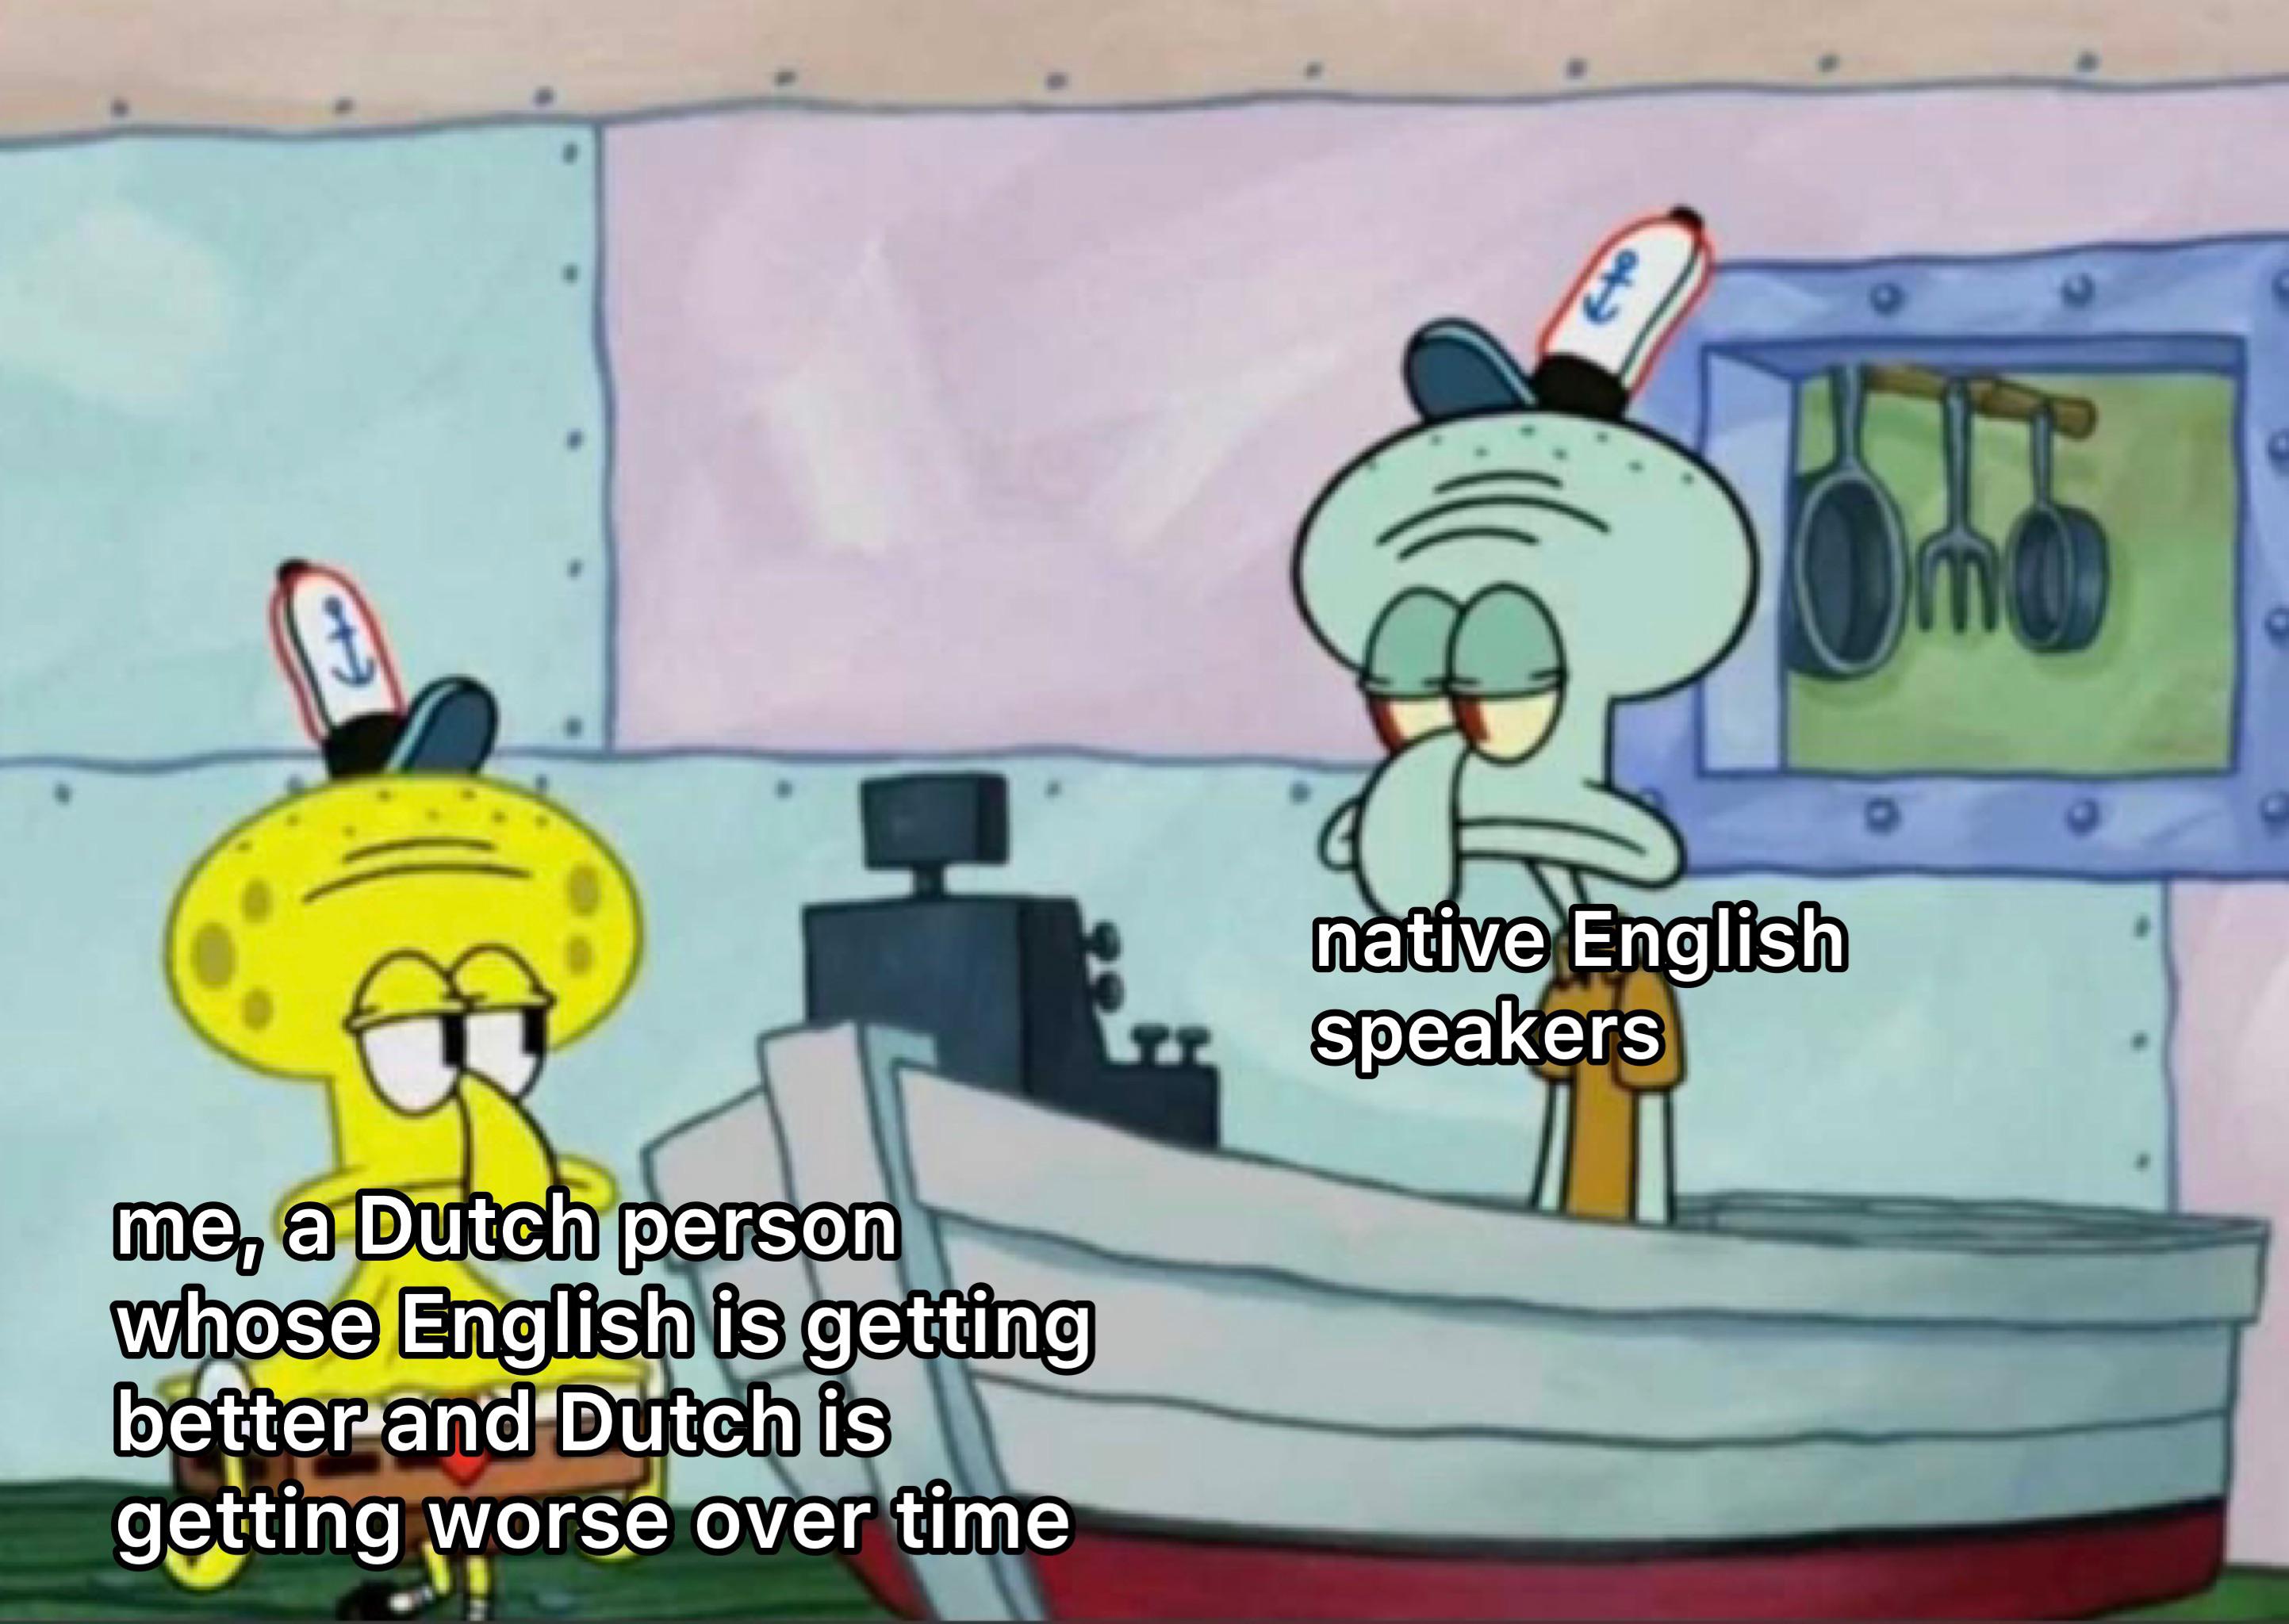 native English
speakers
me, a Dutch person
whose English is getting
better and Dutch is
getting worse over time